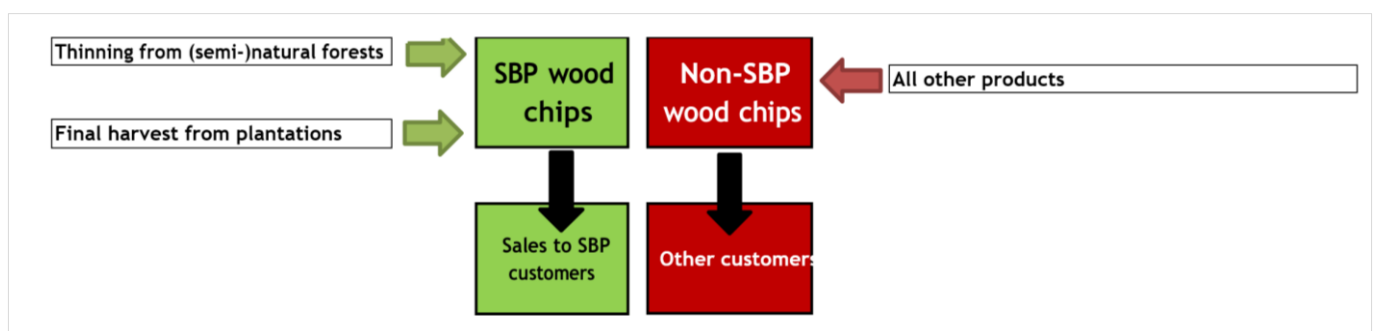 Thinning from (semi-)natural forests
SBP wood
chips
Non-SBP
wood chips
All other products
Final harvest from plantations
Sales to SBP
customers
Other customers